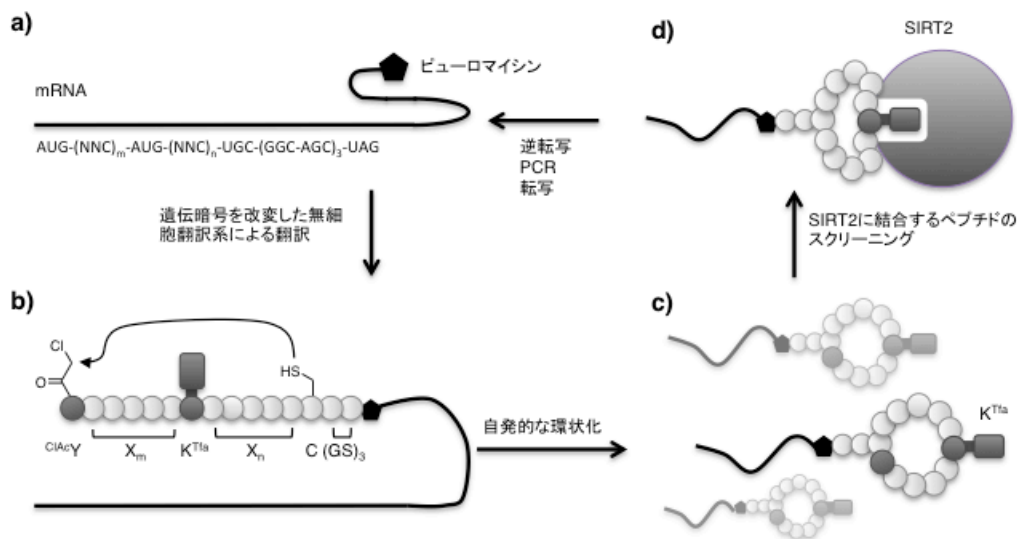 a)
ピューロマイシン
mRNA
AUG-(NNC)m-AUG-(NNC)n-UGC-(GGC-AGC)3-UAG
遺伝暗号を改変した無細
胞翻訳系による翻訳
逆転写
PCR
転写
d)
SIRT2
SIRT2に結合するペプチドの
スクリーニング
b)
Cl
O
HS
ClAcY
Xm
KTfa
Xn
C (GS)3
自発的な環状化
c)
KTfa